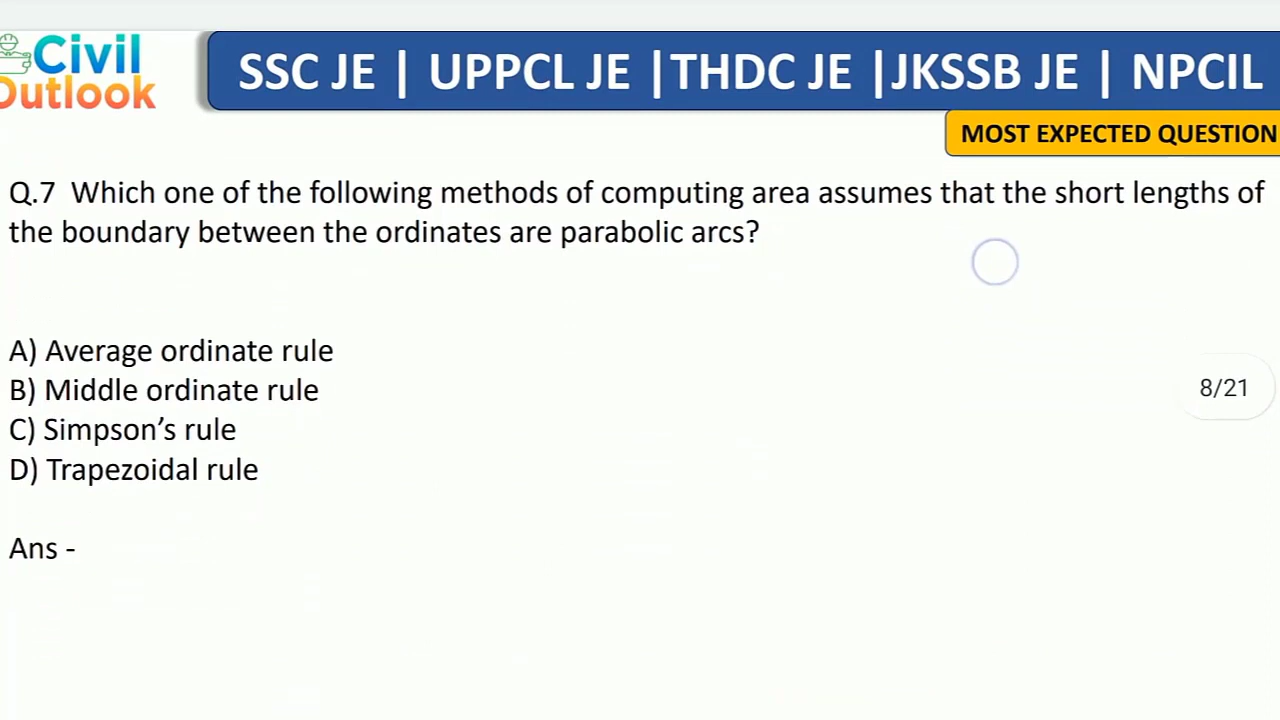 Civil
Outlook
SSC JE | UPPCL JE |THDC JE |JKSSB JE | NPCIL
MOST EXPECTED QUESTION
Q.7 Which one of the following methods of computing area assumes that the short lengths of
the boundary between the ordinates are parabolic arcs?
8/21
A) Average ordinate rule
B) Middle ordinate rule
C) Simpson’s rule
D) Trapezoidal rule
Ans -